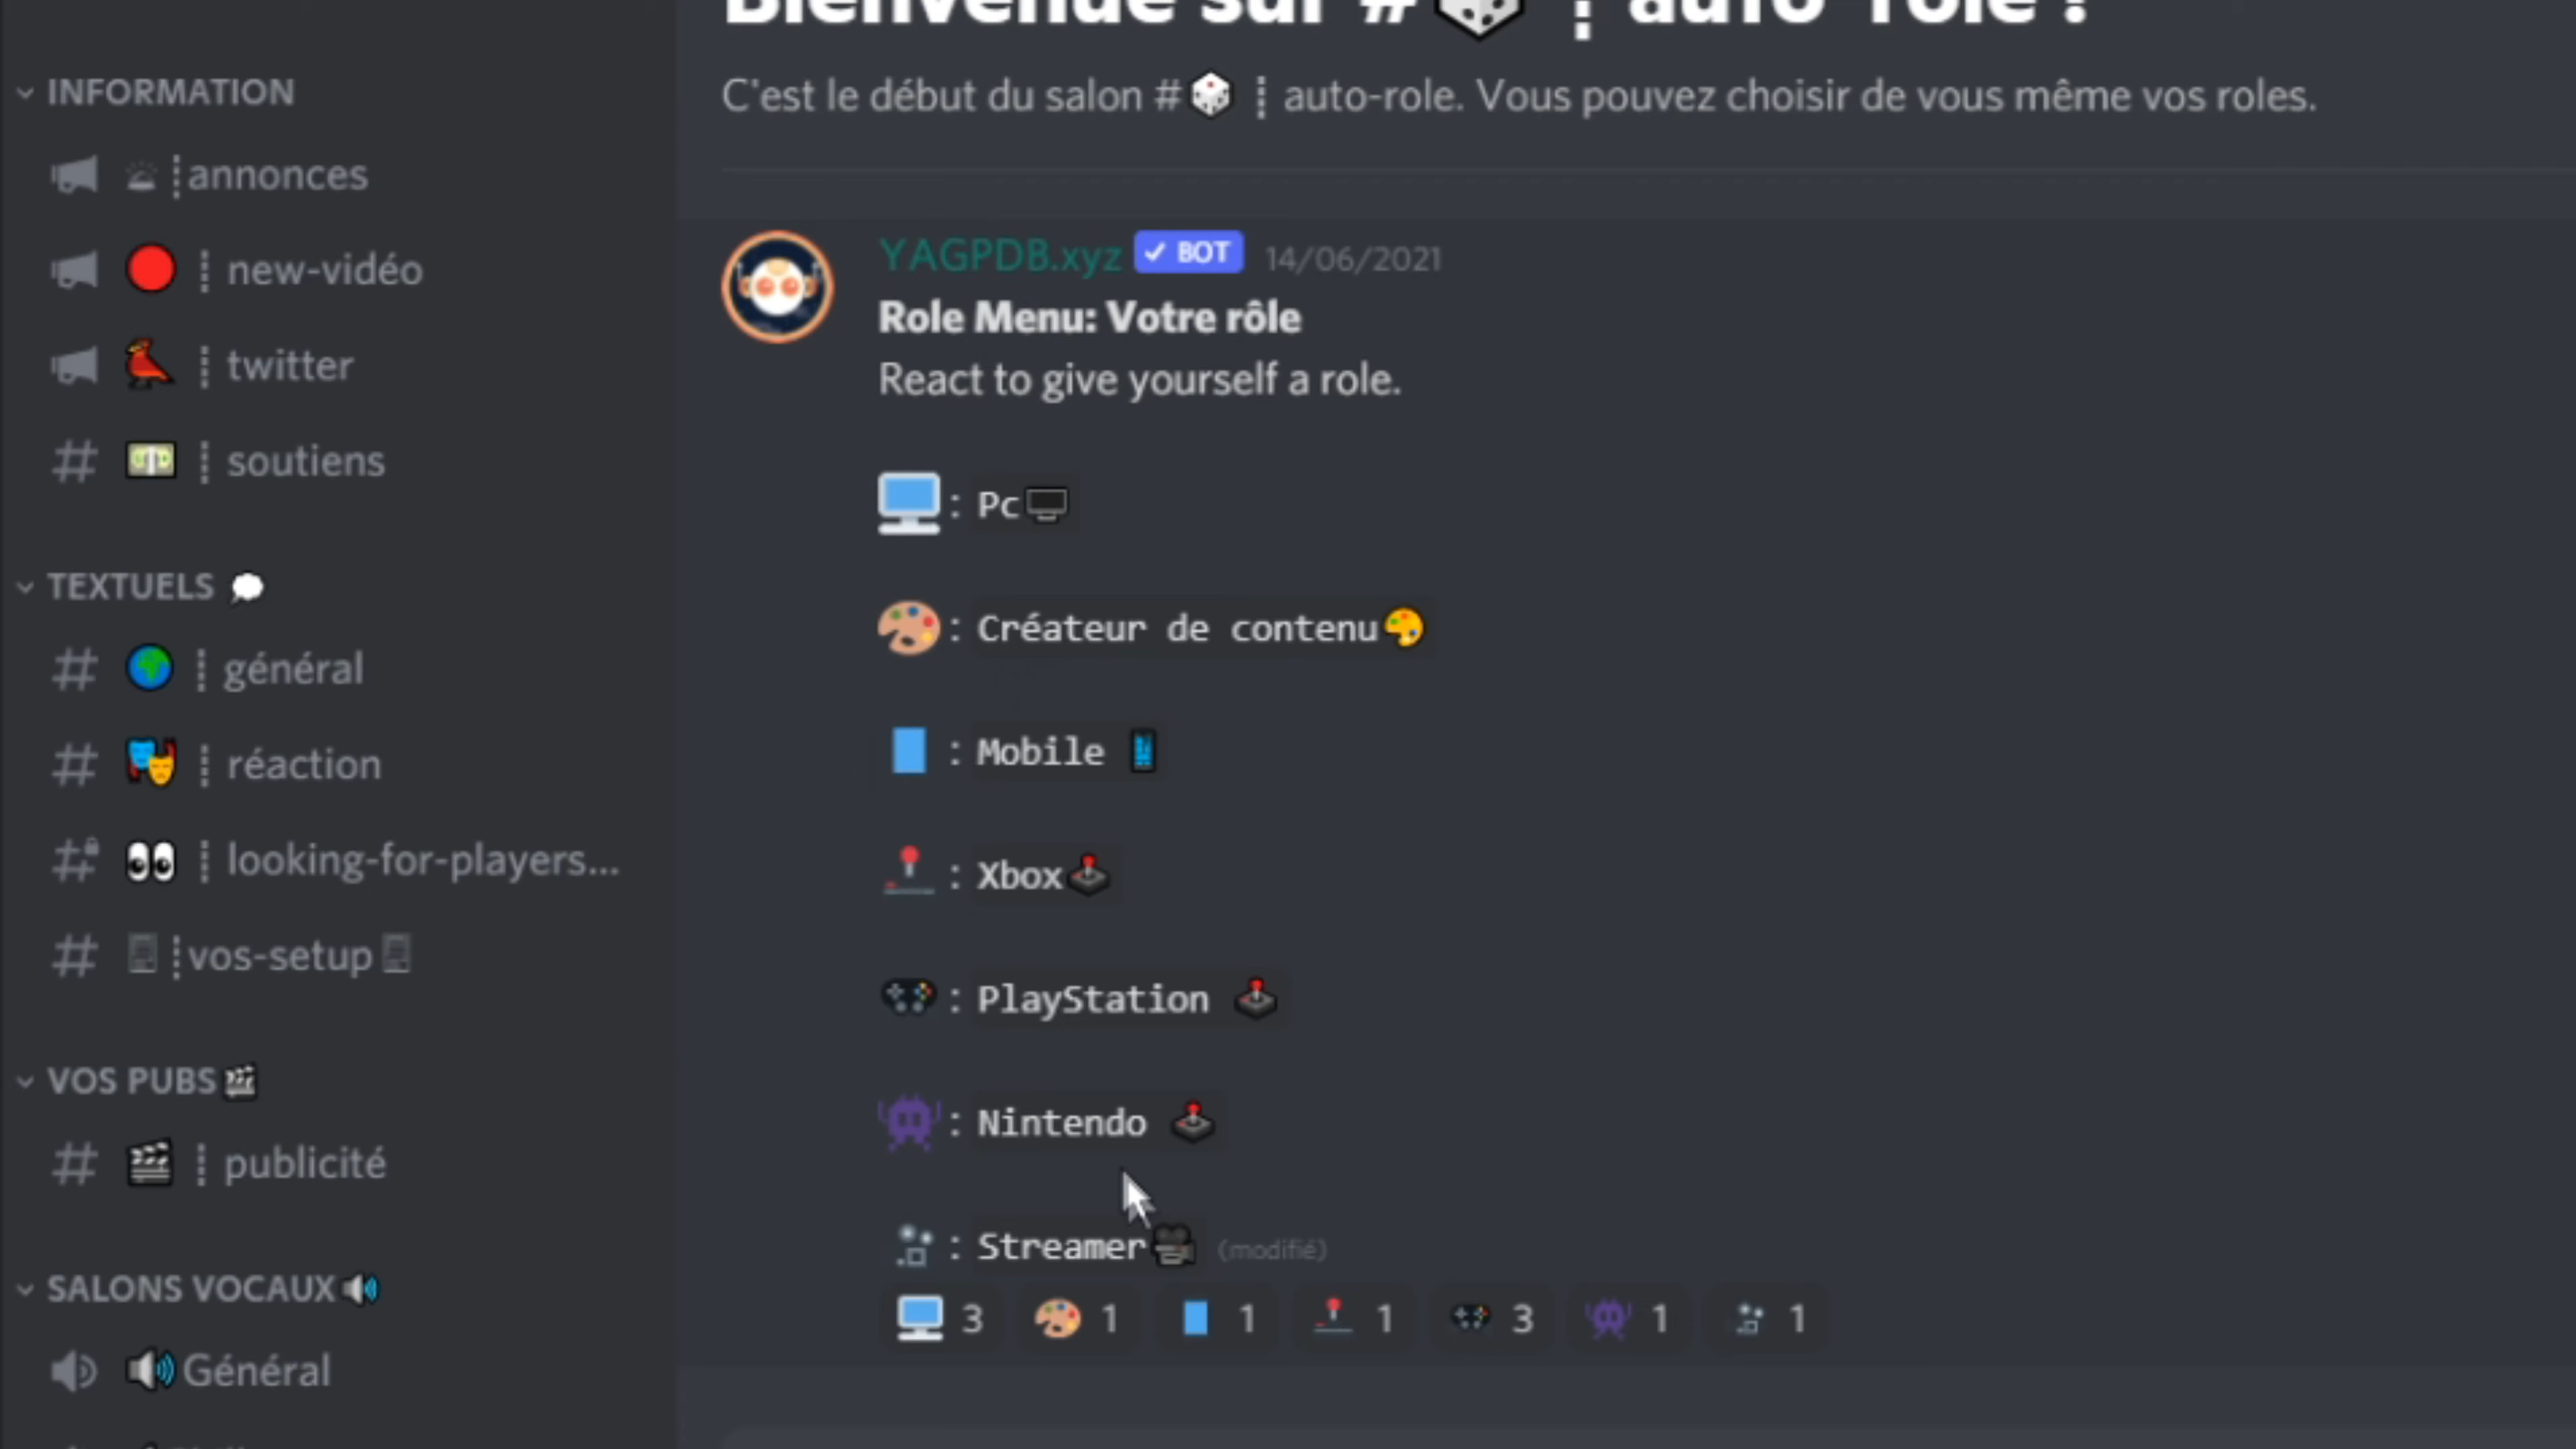 INFORMATION
annonces
new-vidéo
twitter
# soutiens
TEXTUELS
# général
# réaction
# looking-for-players...
# vos-setup
VOS PUBS
# publicité
SALONS VOCAUX
Général
Bienvenue sur # auto-role !
C'est le début du salon # auto-role. Vous pouvez choisir de vous même vos roles.
YAGPDB.xyz BOT 14/06/2021
Role Menu: Votre rôle
React to give yourself a role.
: Pc
: Créateur de contenu
: Mobile
: Xbox
: PlayStation
: Nintendo
: Streamer (modifié)
3 1 1 1 3 1 1